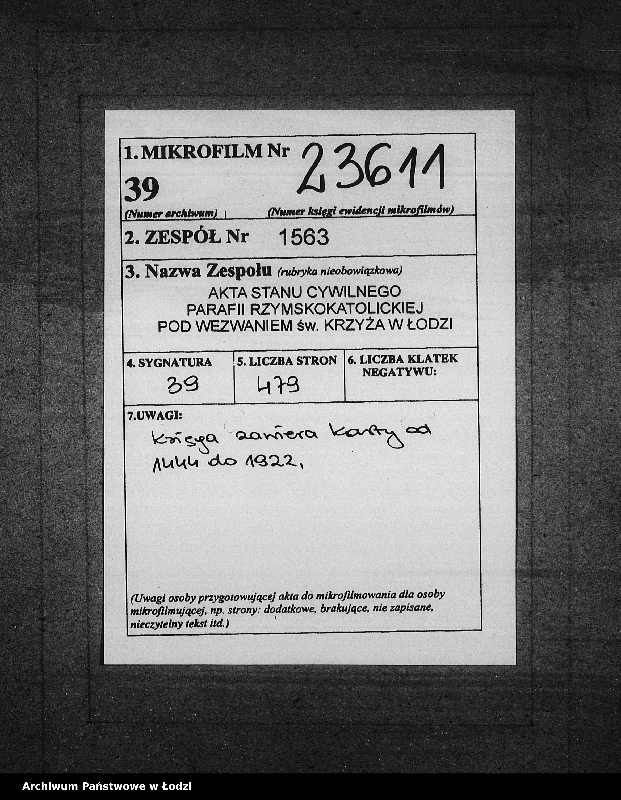 1. MIKROFILM Nr 23611
39
(Numer archiwum) (Numer księgi ewidencji mikrofilmów)
2. ZESPÓŁ Nr 1563
3. Nazwa Zespołu (rubryka nieobowiązkowa)
AKTA STANU CYWILNEGO
PARAFII RZYMSKOKATOLICKIEJ
POD WEZWANIEM św. KRZYŻA W ŁODZI
4. SYGNATURA 5. LICZBA STRON 6. LICZBA KLATEK
NEGATYWU:
39 479
7.UWAGI:
Księga zawiera karty od
1444 do 1922.
(Uwagi osoby przygotowującej akta do mikrofilmowania dla osoby
mikrofilmującej, np. strony: dodatkowe, brakujące, nie zapisane,
nieczytelny tekst itd.)
Archiwum Państwowe w Łodzi